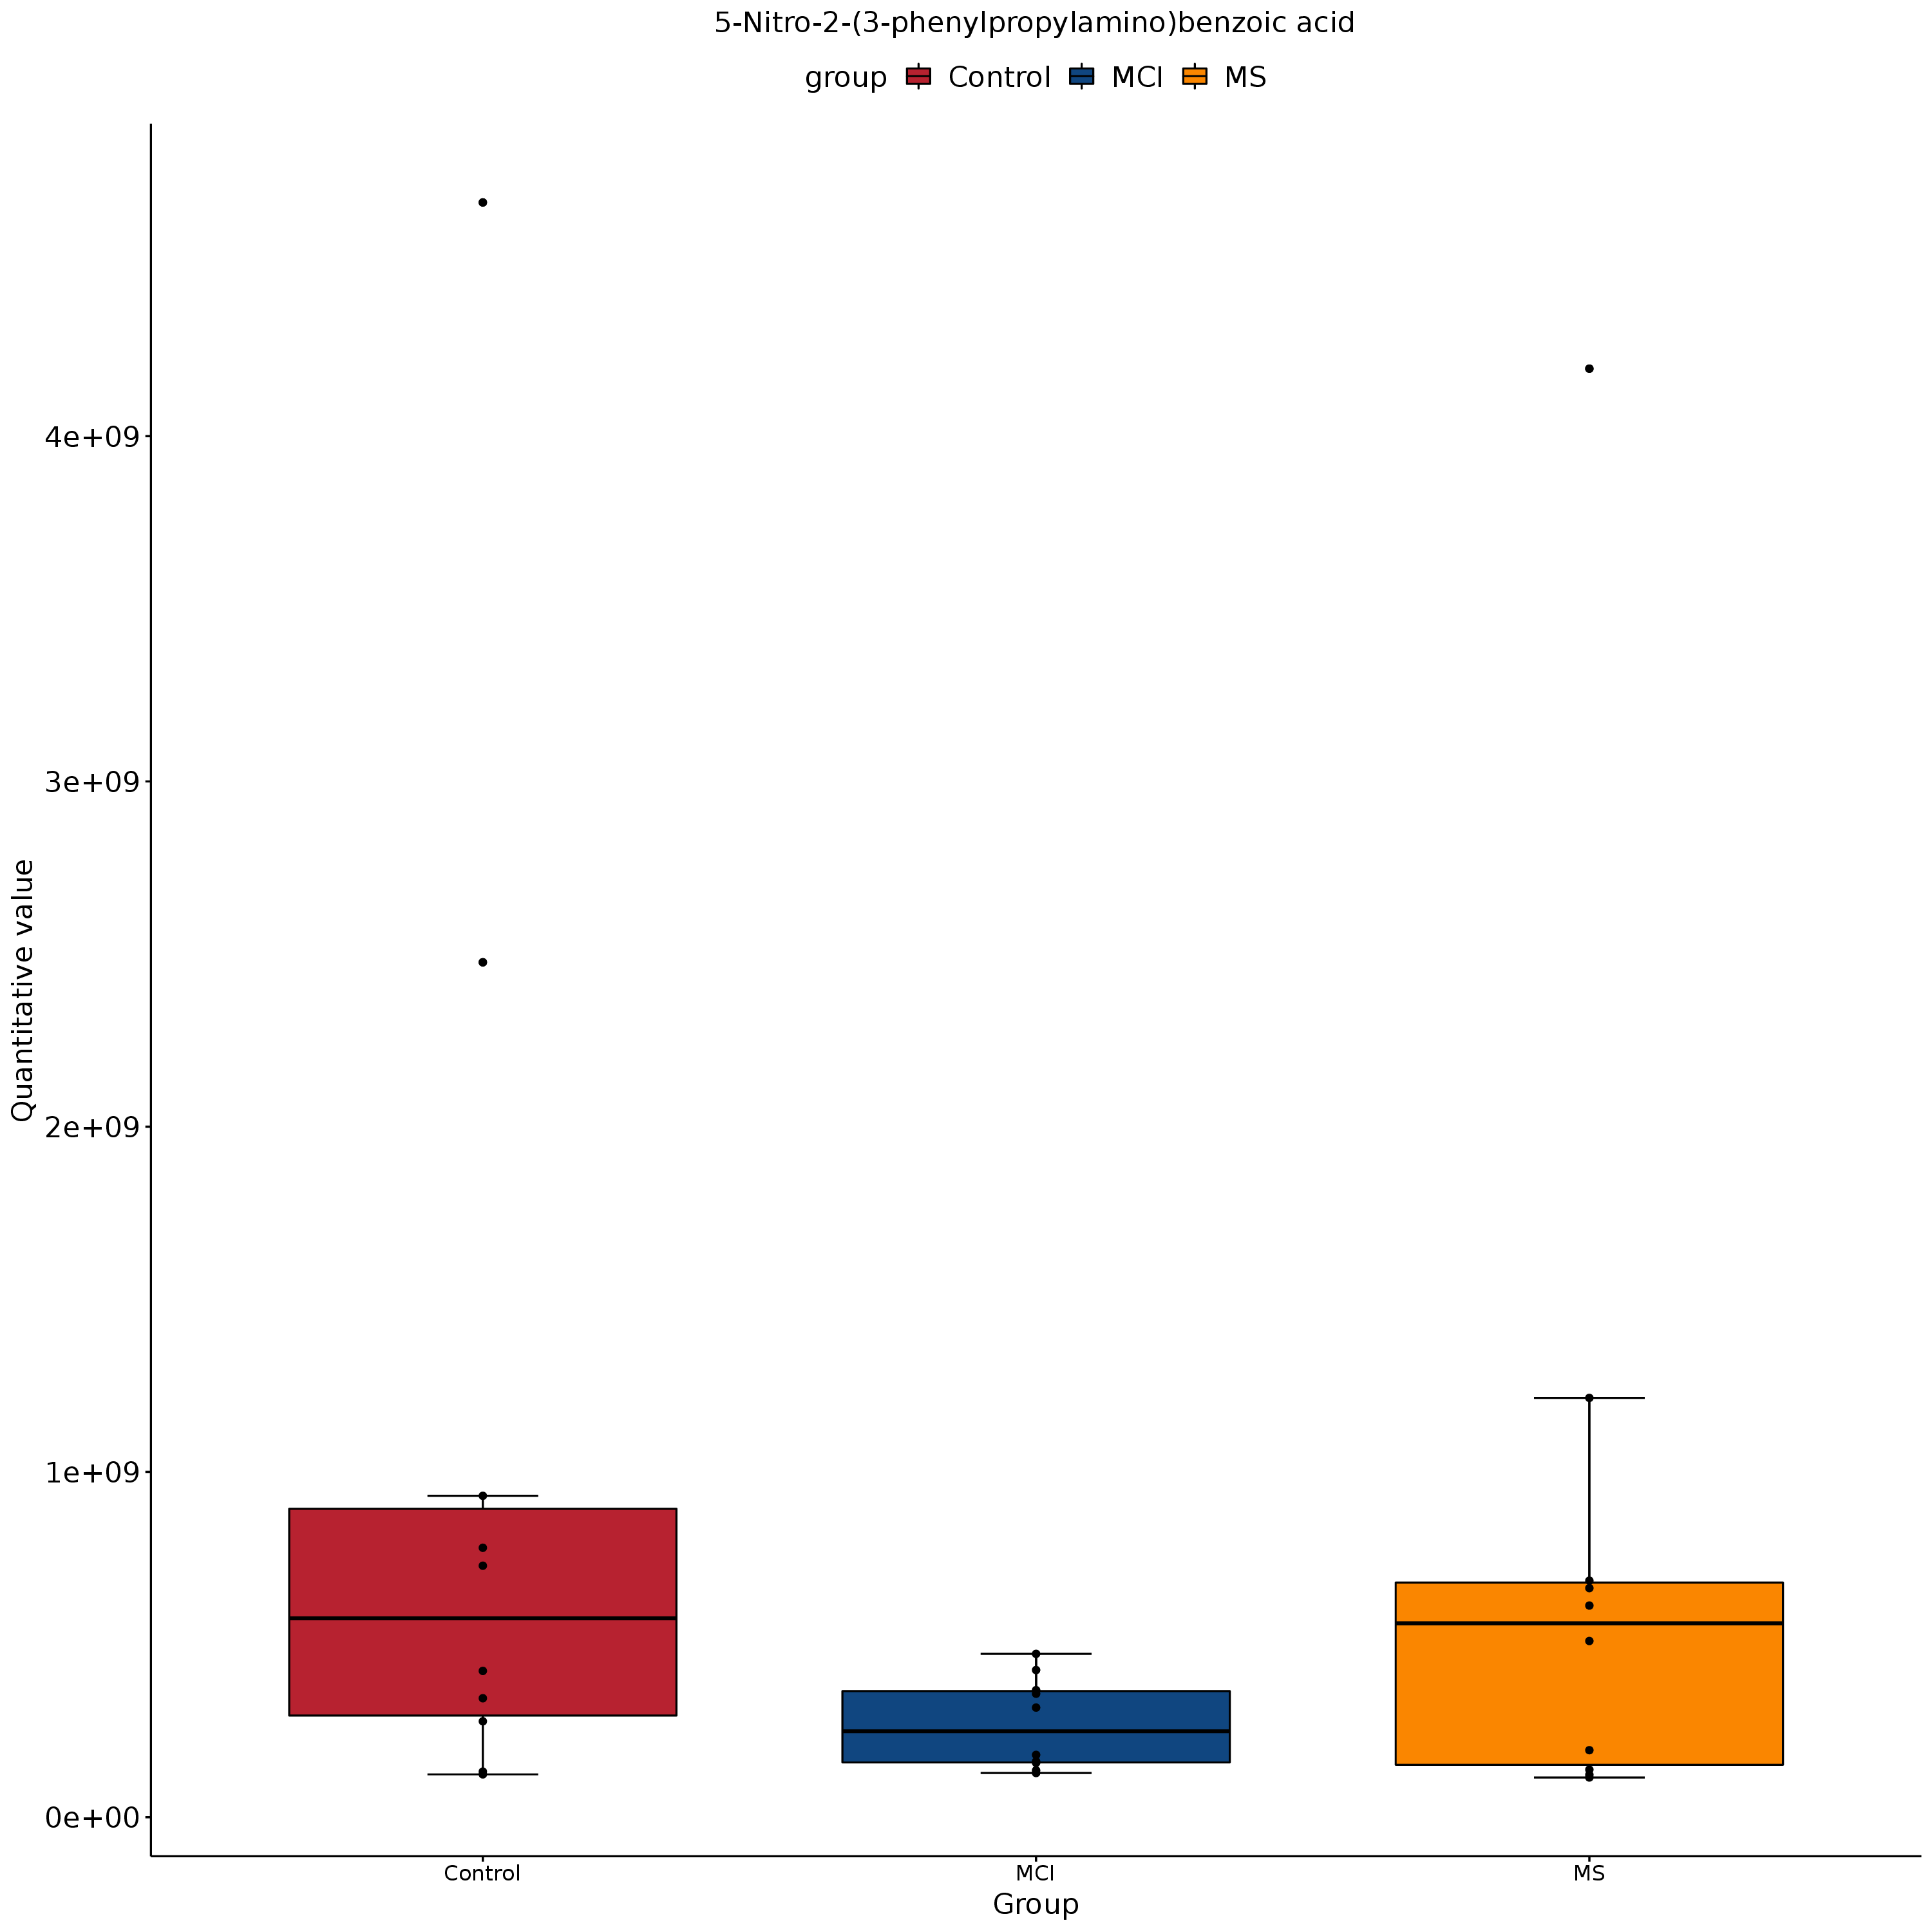 5-Nitro-2-(3-phenylpropylamino)benzoic acid
group Control MCI MS
Quantitative value
4e+09
3e+09
2e+09
1e+09
0e+00
Control MCI MS
Group